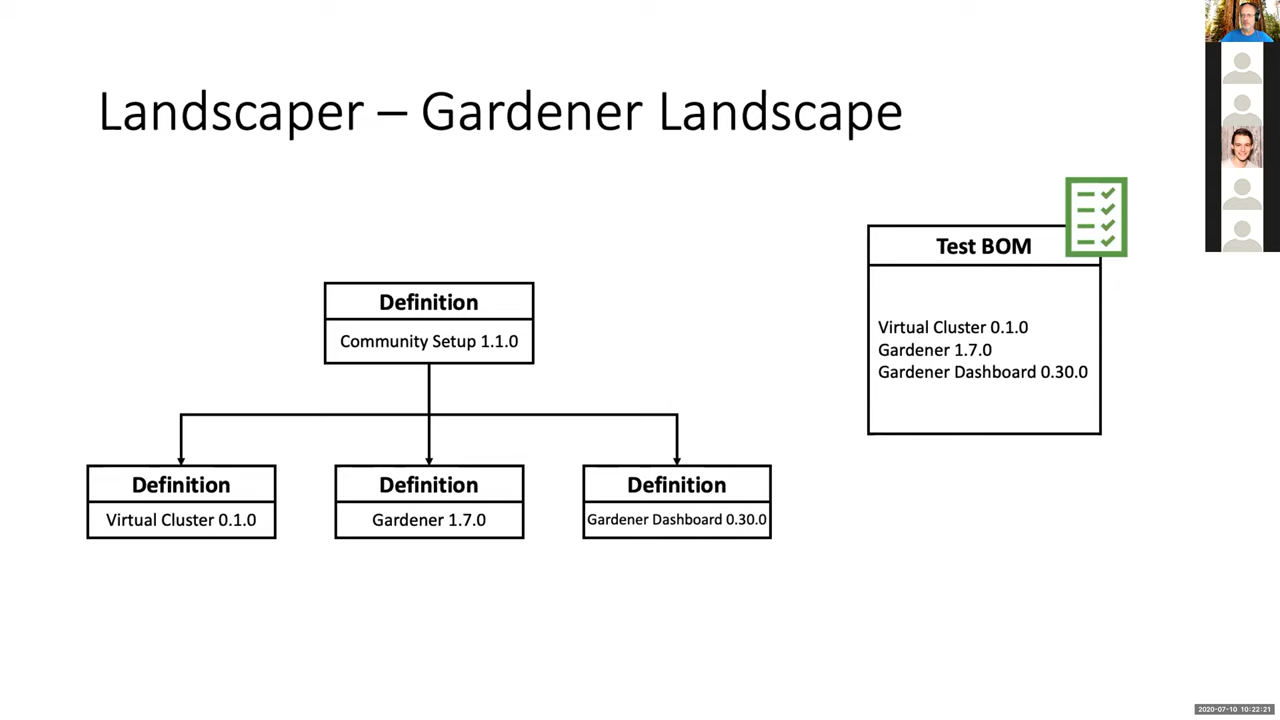 Landscaper – Gardener Landscape
Test BOM
Virtual Cluster 0.1.0
Gardener 1.7.0
Gardener Dashboard 0.30.0
Definition
Community Setup 1.1.0
Definition
Virtual Cluster 0.1.0
Definition
Gardener 1.7.0
Definition
Gardener Dashboard 0.30.0
2020-07-10 10:22:21